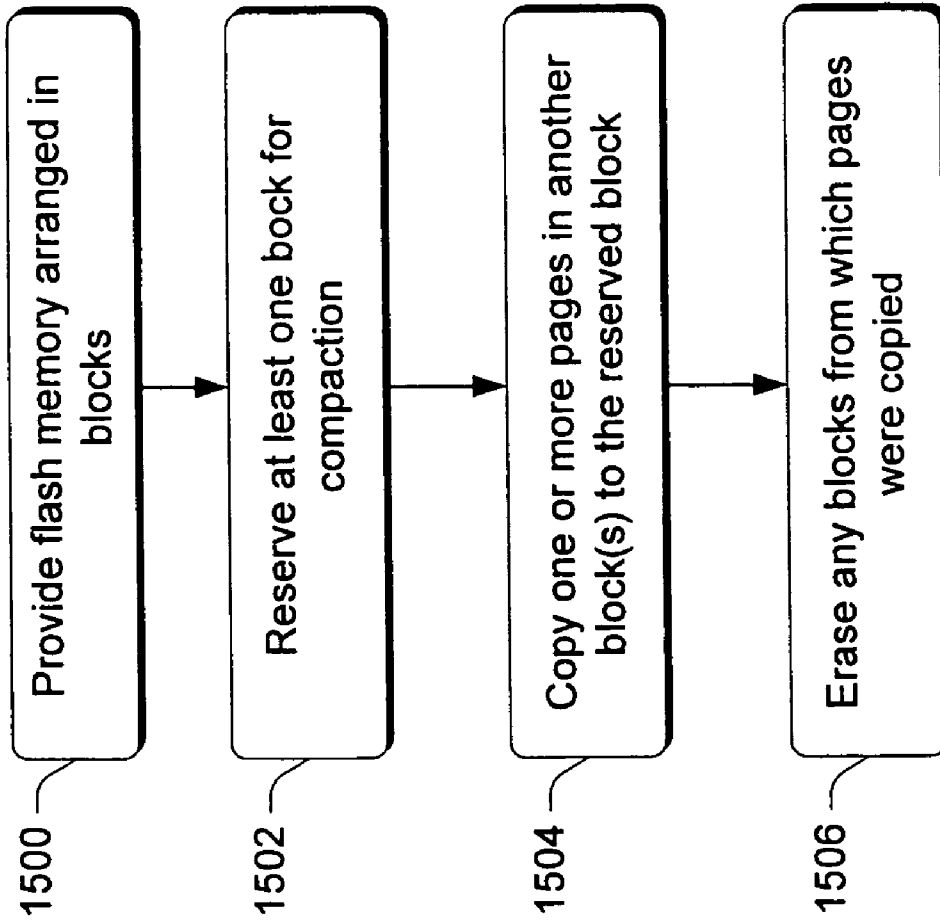 1500
Provide flash memory arranged in
blocks
1502
Reserve at least one bock for
compaction
1504
Copy one or more pages in another
block(s) to the reserved block
1506
Erase any blocks from which pages
were copied